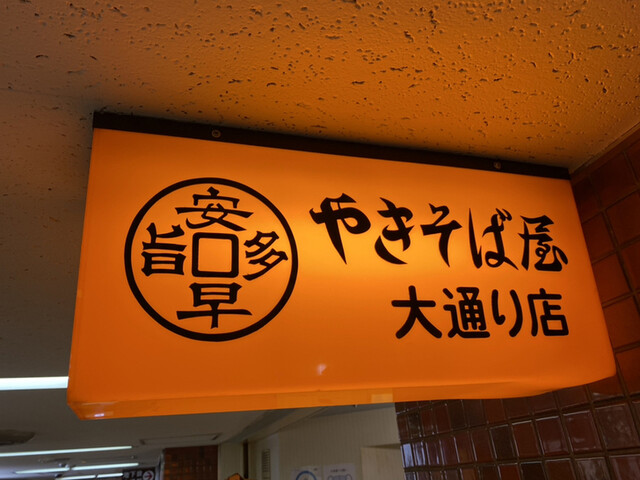 安
旨口多
早
やきそば屋
大通り店